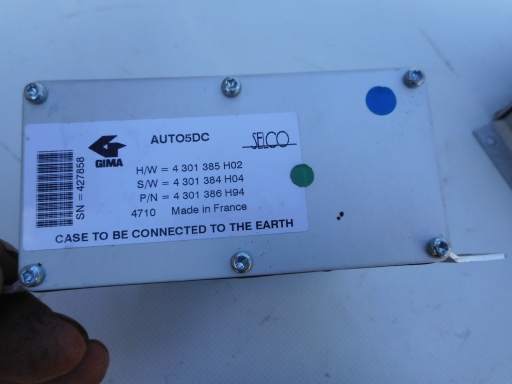 AUTO5DC
SELCO
GIMA
H/W = 4 301 385 H02
S/W = 4 301 384 H04
P/N = 4 301 386 H94
4710 Made in France
SN = 427858
CASE TO BE CONNECTED TO THE EARTH